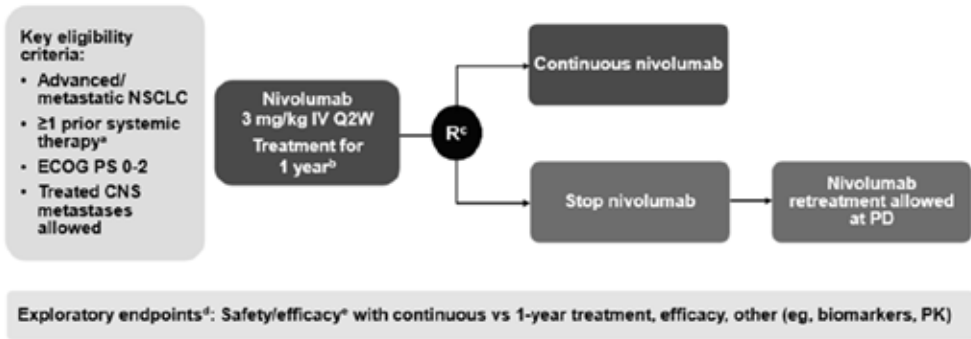 Key eligibility
criteria:
• Advanced/
metastatic NSCLC
• ≥1 prior systemic
therapyᵃ
• ECOG PS 0-2
• Treated CNS
metastases
allowed
Nivolumab
3 mg/kg IV Q2W
Treatment for
1 yearᵇ
Rᶜ
Continuous nivolumab
Stop nivolumab
Nivolumab
retreatment allowed
at PD
Exploratory endpointsᵈ: Safety/efficacyᵉ with continuous vs 1-year treatment, efficacy, other (eg, biomarkers, PK)